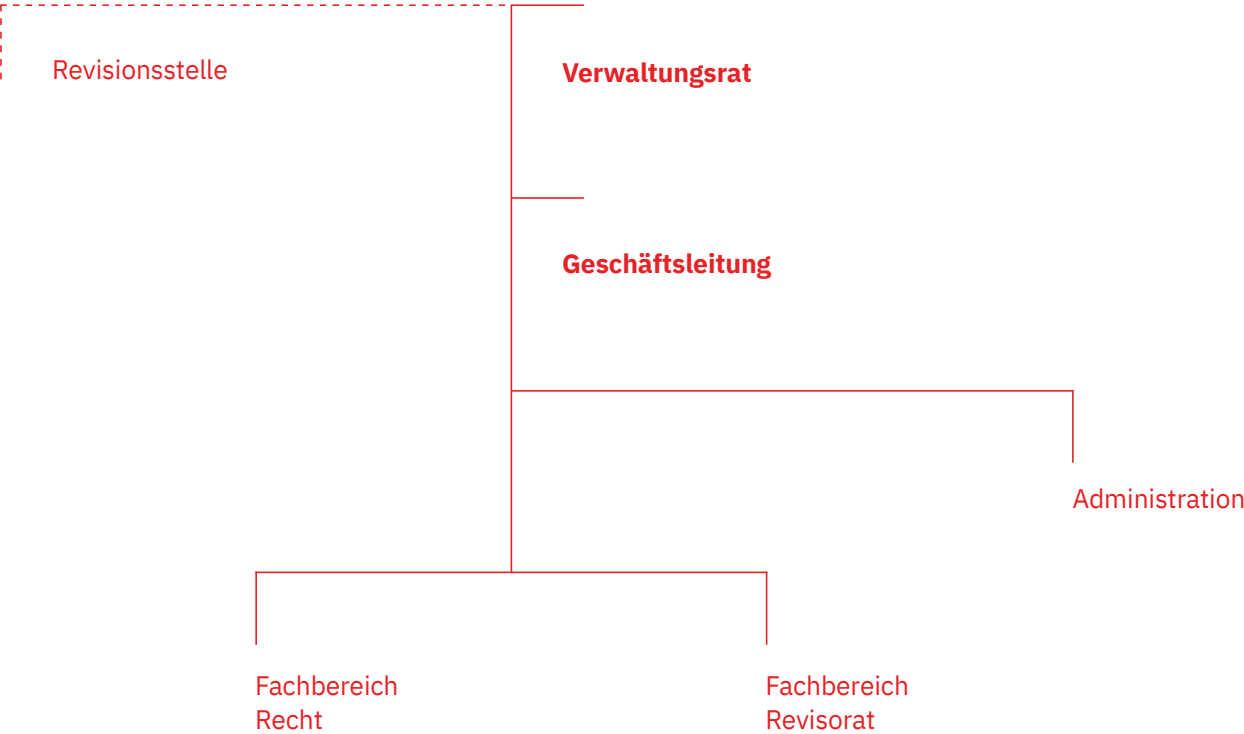 Revisionsstelle
Verwaltungsrat
Geschäftsleitung
Administration
Fachbereich
Recht
Fachbereich
Revisorat